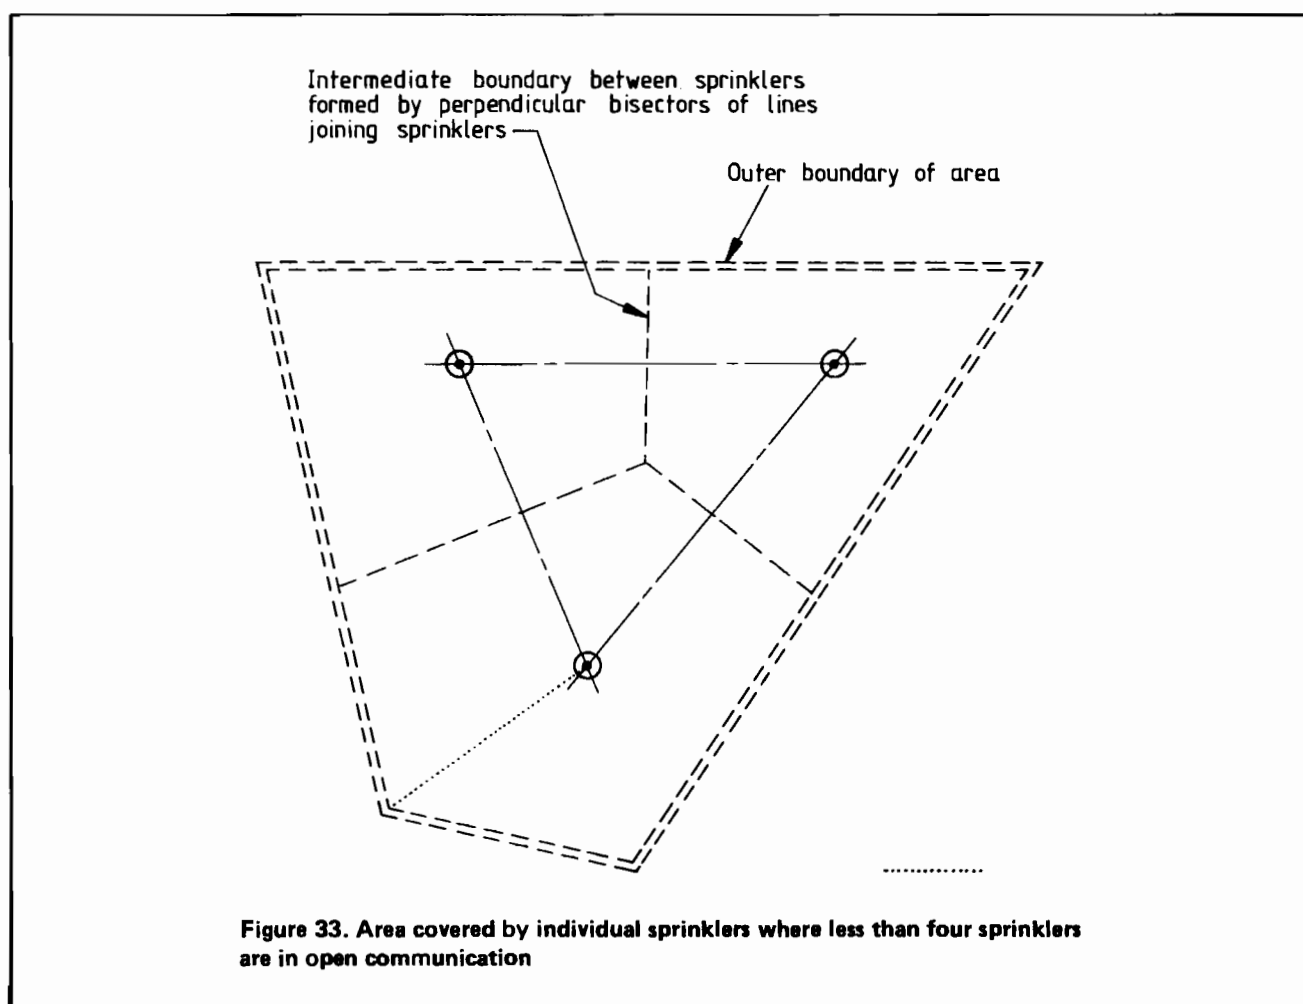 Intermediate boundary between sprinklers
formed by perpendicular bisectors of lines
joining sprinklers
Outer boundary of area
Figure 33. Area covered by individual sprinklers where less than four sprinklers
are in open communication